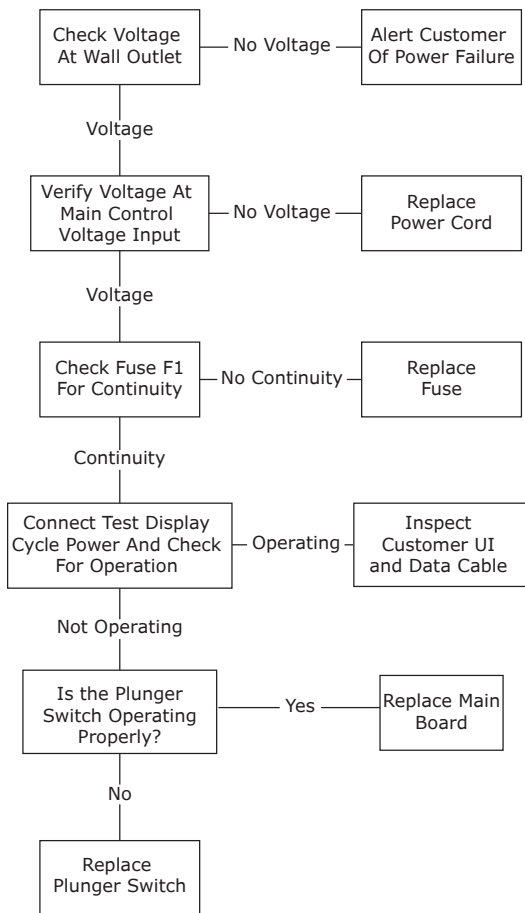 Check Voltage
At Wall Outlet
No Voltage
Alert Customer
Of Power Failure
Voltage
Verify Voltage At
Main Control
Voltage Input
No Voltage
Replace
Power Cord
Voltage
Check Fuse F1
For Continuity
No Continuity
Replace
Fuse
Continuity
Connect Test Display
Cycle Power And Check
For Operation
Operating
Inspect
Customer UI
and Data Cable
Not Operating
Is the Plunger
Switch Operating
Properly?
Yes
Replace Main
Board
No
Replace
Plunger Switch